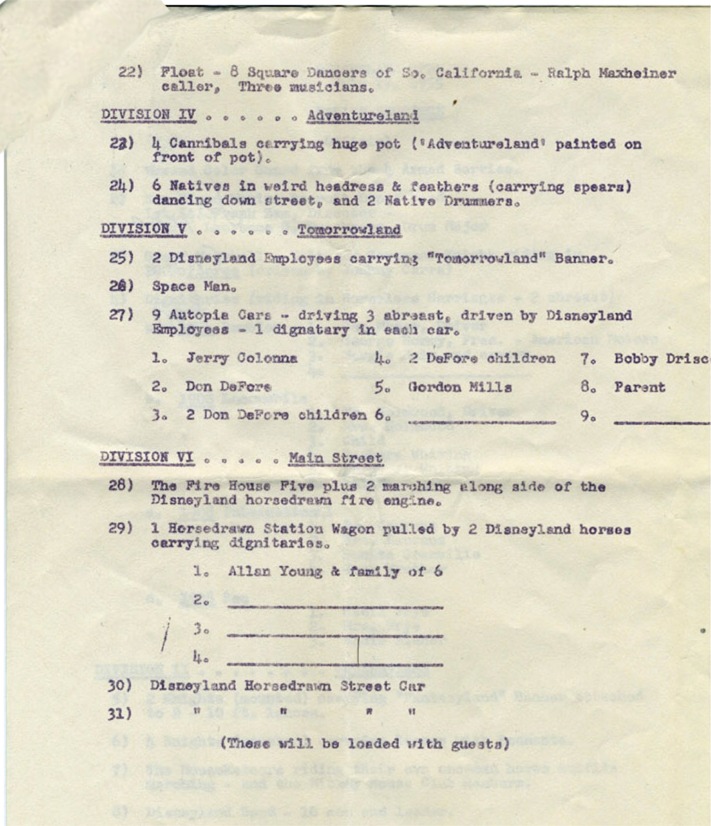 22) Float - 8 Square Dancers of So. California - Ralph Maxheiner
caller, Three musicians.
DIVISION IV . . . . . . Adventureland
23) 4 Cannibals carrying huge pot ("Adventureland" painted on
front of pot).
24) 6 Natives in weird headress & feathers (carrying spears)
dancing down street, and 2 Native Drummers.
DIVISION V . . . . . . Tomorrowland
25) 2 Disneyland Employees carrying "Tomorrowland" Banner.
26) Space Man.
27) 9 Autopia Cars - driving 3 abreast, driven by Disneyland
Employees - 1 dignatary in each car.
1. Jerry Colonna 4. 2 DeFore children 7. Bobby Drisc
2. Don DeFore 5. Gordon Mills 8. Parent
3. 2 Don DeFore children 6. 9.
DIVISION VI . . . . . Main Street
28) The Fire House Five plus 2 marching along side of the
Disneyland horsedrawn fire engine.
29) 1 Horsedrawn Station Wagon pulled by 2 Disneyland horses
carrying dignitaries.
1. Allan Young & family of 6
2.
3.
4.
30) Disneyland Horsedrawn Street Car
31) " " " "
(These will be loaded with guests)